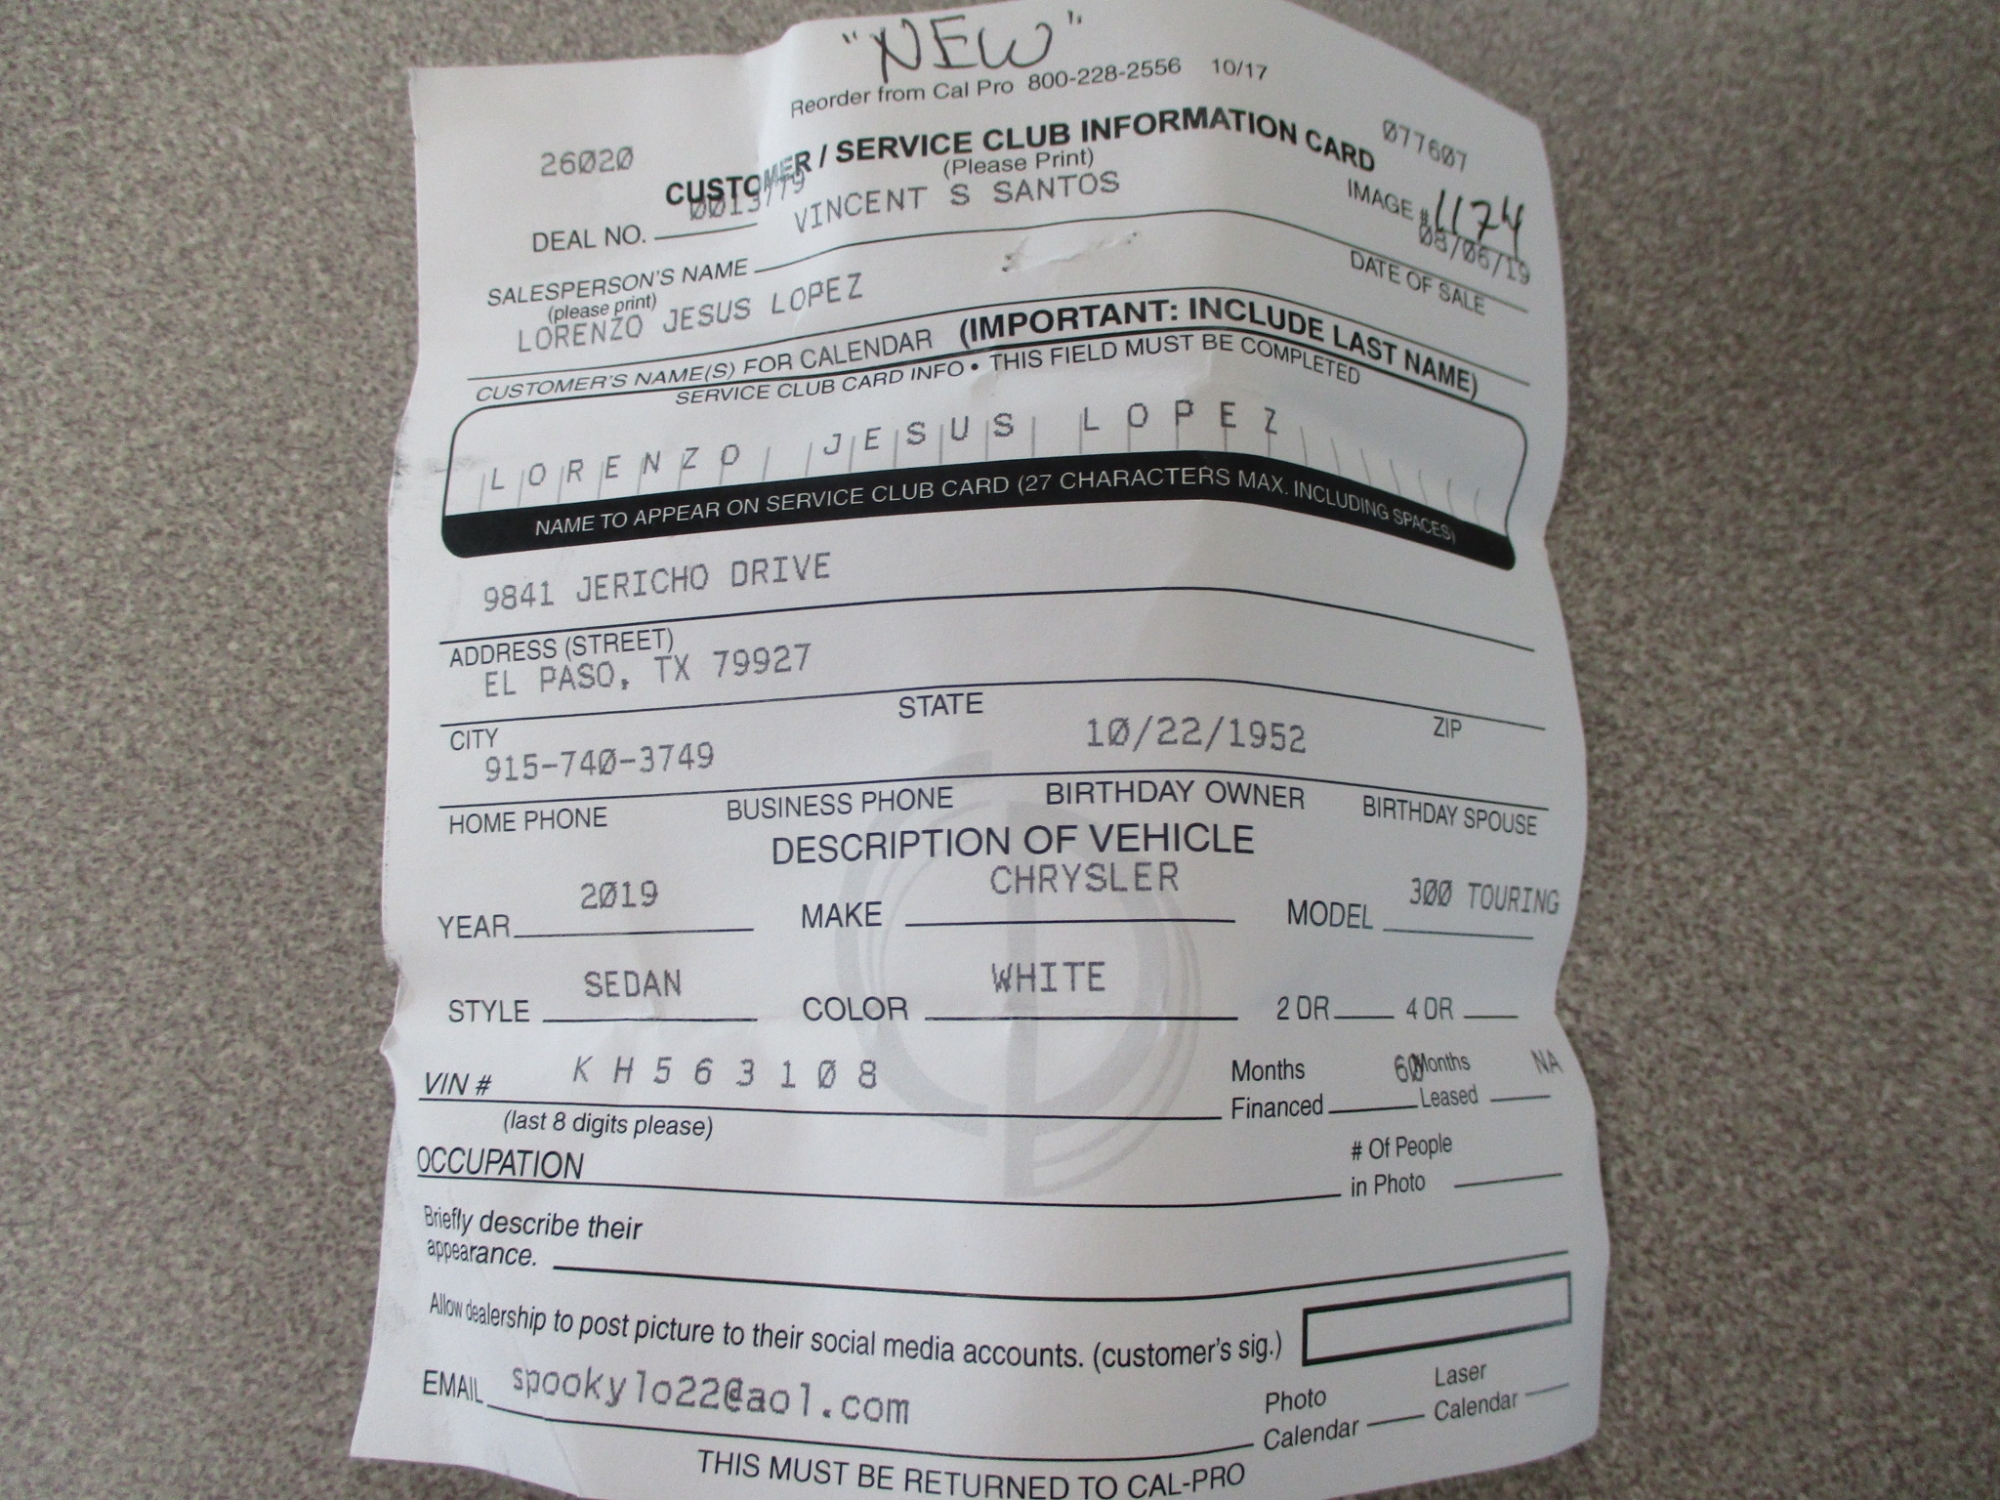 "NEW"
Reorder from Cal Pro 800-228-2556 10/17
26020 077607
CUSTOMER / SERVICE CLUB INFORMATION CARD
(Please Print)
DEAL NO. 0013779 IMAGE # 1174
VINCENT S SANTOS 08/06/19
SALESPERSON'S NAME DATE OF SALE
(please print)
LORENZO JESUS LOPEZ
CUSTOMER'S NAME(S) FOR CALENDAR (IMPORTANT: INCLUDE LAST NAME)
SERVICE CLUB CARD INFO • THIS FIELD MUST BE COMPLETED
LORENZO JESUS LOPEZ
NAME TO APPEAR ON SERVICE CLUB CARD (27 CHARACTERS MAX. INCLUDING SPACES)
9841 JERICHO DRIVE
ADDRESS (STREET)
EL PASO, TX 79927
CITY STATE ZIP
915-740-3749 10/22/1952
HOME PHONE BUSINESS PHONE BIRTHDAY OWNER BIRTHDAY SPOUSE
DESCRIPTION OF VEHICLE
YEAR 2019 MAKE CHRYSLER MODEL 300 TOURING
STYLE SEDAN COLOR WHITE 2 DR 4 DR
VIN # K H 5 6 3 1 0 8 Months 60 Months NA
(last 8 digits please) Financed Leased
OCCUPATION # Of People
in Photo
Briefly describe their
appearance.
Allow dealership to post picture to their social media accounts. (customer's sig.)
EMAIL spookylo22@aol.com Photo Laser
Calendar Calendar
THIS MUST BE RETURNED TO CAL-PRO